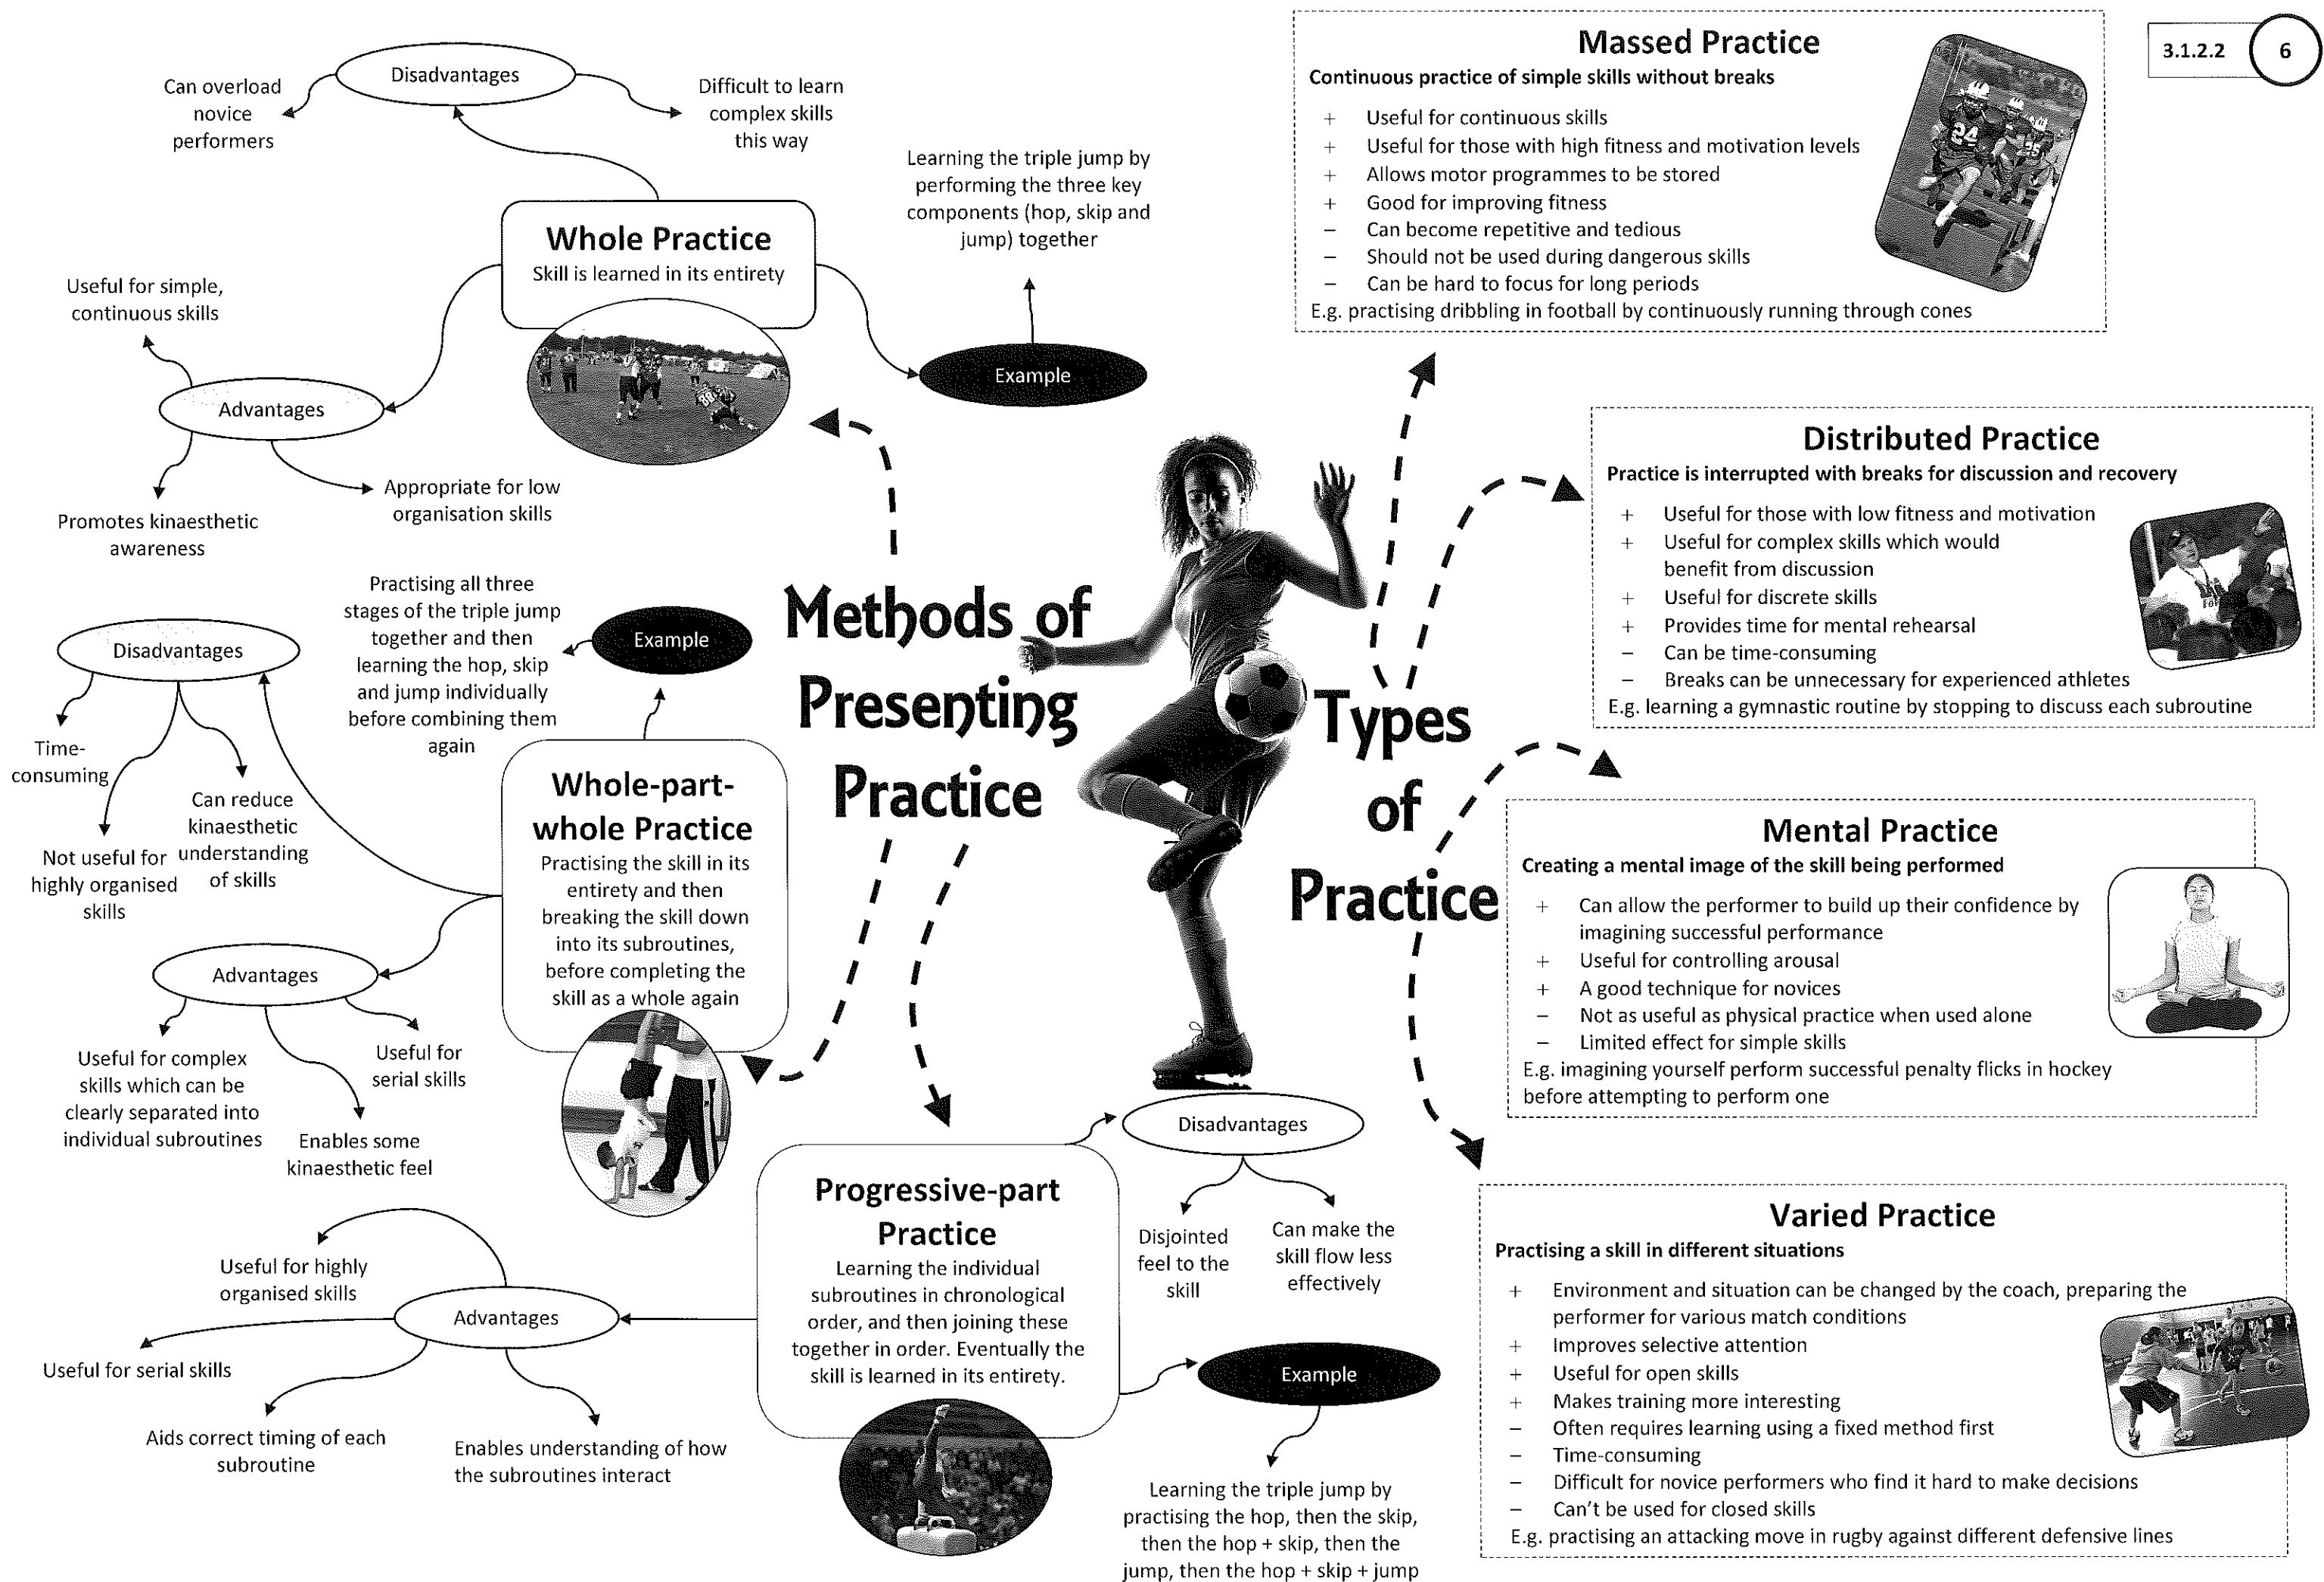 3.1.2.2
6
Methods of
Presenting
Practice
Whole Practice
Skill is learned in its entirety
Disadvantages
Can overload
novice
performers
Difficult to learn
complex skills
this way
Advantages
Useful for simple,
continuous skills
Promotes kinaesthetic
awareness
Appropriate for low
organisation skills
Example
Learning the triple jump by
performing the three key
components (hop, skip and
jump) together
88
Whole-part-
whole Practice
Practising the skill in its
entirety and then
breaking the skill down
into its subroutines,
before completing the
skill as a whole again
Example
Practising all three
stages of the triple jump
together and then
learning the hop, skip
and jump individually
before combining them
again
Disadvantages
Time-
consuming
Not useful for
highly organised
skills
Can reduce
kinaesthetic
understanding
of skills
Advantages
Useful for complex
skills which can be
clearly separated into
individual subroutines
Enables some
kinaesthetic feel
Useful for
serial skills
Progressive-part
Practice
Learning the individual
subroutines in chronological
order, and then joining these
together in order. Eventually the
skill is learned in its entirety.
Disadvantages
Disjointed
feel to the
skill
Can make the
skill flow less
effectively
Advantages
Useful for highly
organised skills
Useful for serial skills
Aids correct timing of each
subroutine
Enables understanding of how
the subroutines interact
Example
Learning the triple jump by
practising the hop, then the skip,
then the hop + skip, then the
jump, then the hop + skip + jump
Types
of
Practice
Massed Practice
Continuous practice of simple skills without breaks
+ Useful for continuous skills
+ Useful for those with high fitness and motivation levels
+ Allows motor programmes to be stored
+ Good for improving fitness
– Can become repetitive and tedious
– Should not be used during dangerous skills
– Can be hard to focus for long periods
E.g. practising dribbling in football by continuously running through cones
24
Distributed Practice
Practice is interrupted with breaks for discussion and recovery
+ Useful for those with low fitness and motivation
+ Useful for complex skills which would
benefit from discussion
+ Useful for discrete skills
+ Provides time for mental rehearsal
– Can be time-consuming
– Breaks can be unnecessary for experienced athletes
E.g. learning a gymnastic routine by stopping to discuss each subroutine
Mental Practice
Creating a mental image of the skill being performed
+ Can allow the performer to build up their confidence by
imagining successful performance
+ Useful for controlling arousal
+ A good technique for novices
– Not as useful as physical practice when used alone
– Limited effect for simple skills
E.g. imagining yourself perform successful penalty flicks in hockey
before attempting to perform one
Varied Practice
Practising a skill in different situations
+ Environment and situation can be changed by the coach, preparing the
performer for various match conditions
+ Improves selective attention
+ Useful for open skills
+ Makes training more interesting
– Often requires learning using a fixed method first
– Time-consuming
– Difficult for novice performers who find it hard to make decisions
– Can't be used for closed skills
E.g. practising an attacking move in rugby against different defensive lines